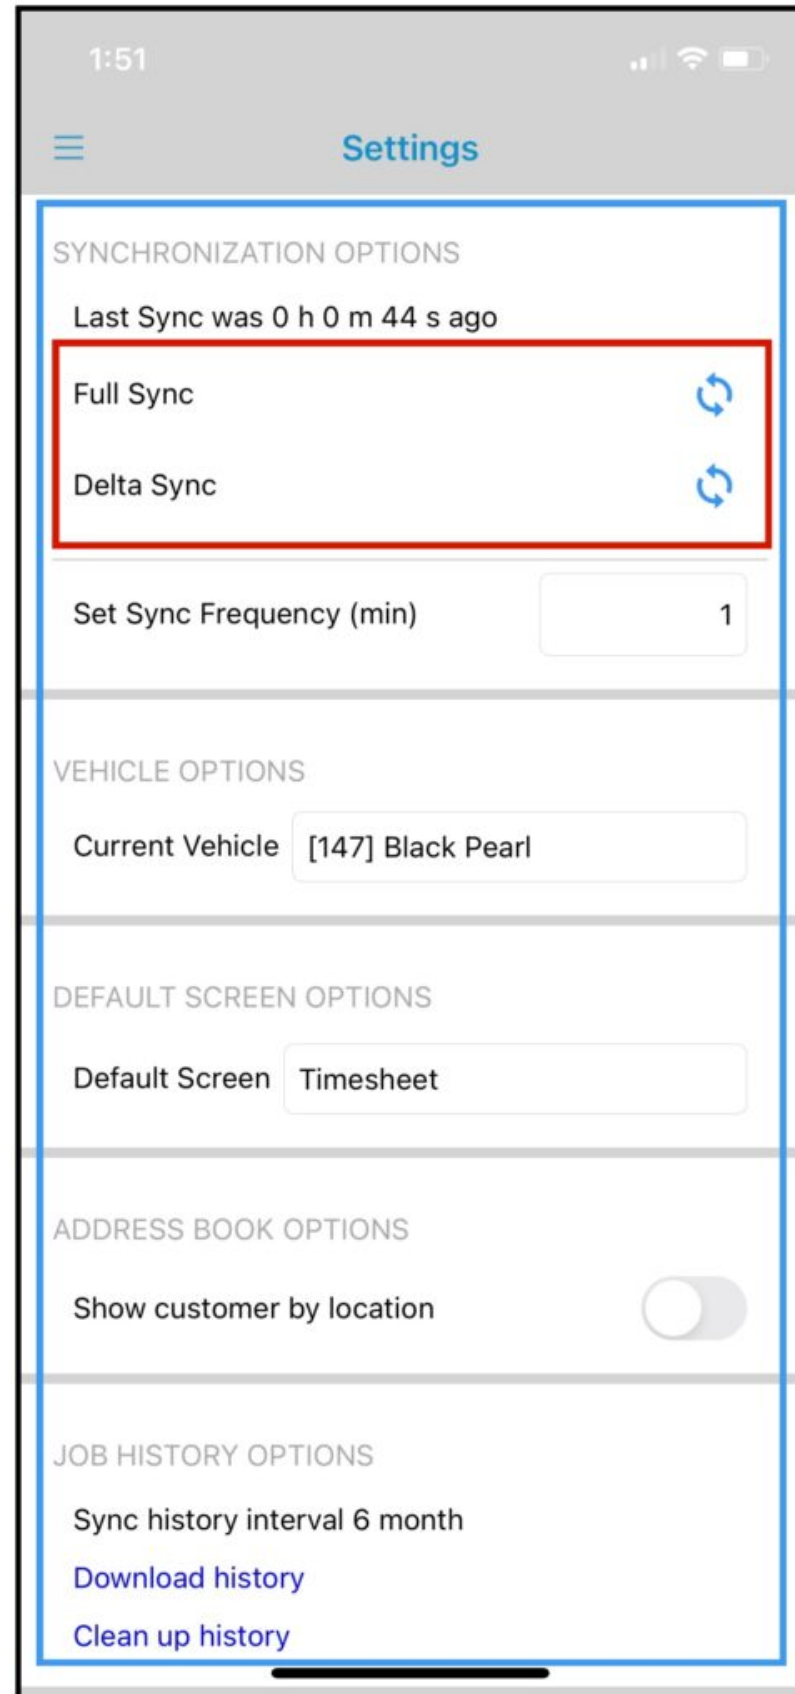 1:51
Settings
SYNCHRONIZATION OPTIONS
Last Sync was 0 h 0 m 44 s ago
Full Sync
Delta Sync
Set Sync Frequency (min) 1
VEHICLE OPTIONS
Current Vehicle [147] Black Pearl
DEFAULT SCREEN OPTIONS
Default Screen Timesheet
ADDRESS BOOK OPTIONS
Show customer by location
JOB HISTORY OPTIONS
Sync history interval 6 month
Download history
Clean up history